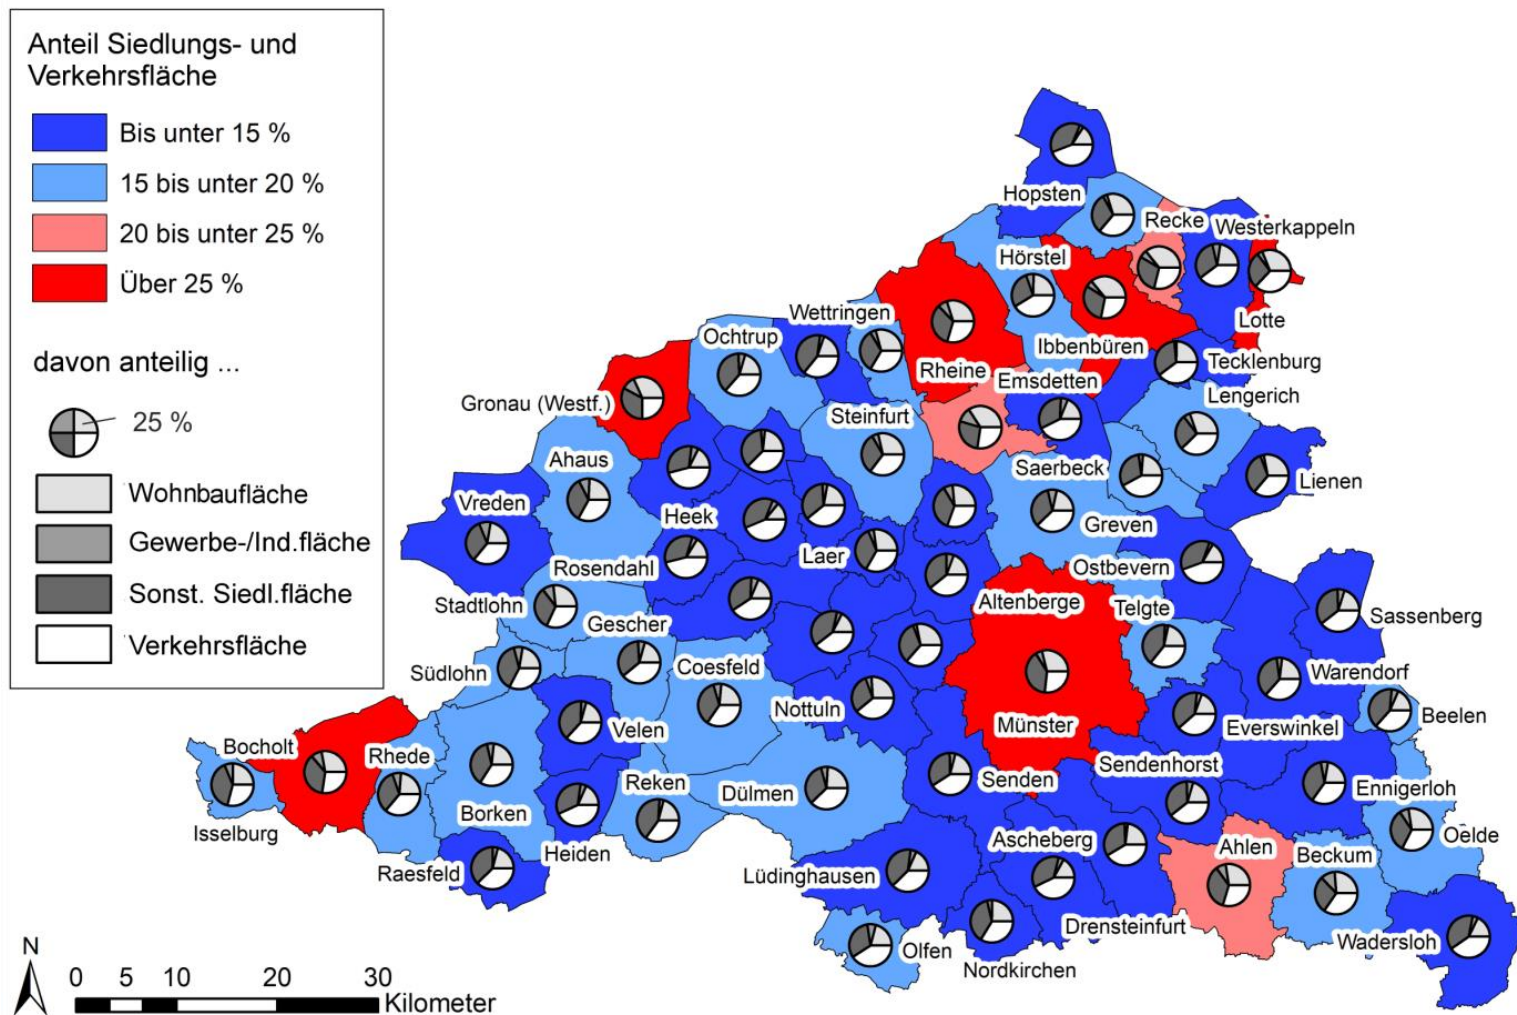 Anteil Siedlungs- und
Verkehrsfläche
Bis unter 15 %
15 bis unter 20 %
20 bis unter 25 %
Über 25 %
davon anteilig ...
25 %
Wohnbaufläche
Gewerbe-/Ind.fläche
Sonst. Siedl.fläche
Verkehrsfläche
Hopsten
Recke
Westerkappeln
Hörstel
Wettringen
Lotte
Ochtrup
Ibbenbüren
Tecklenburg
Rheine
Emsdetten
Lengerich
Gronau (Westf.)
Steinfurt
Ahaus
Saerbeck
Lienen
Vreden
Heek
Greven
Laer
Rosendahl
Ostbevern
Stadtlohn
Altenberge
Telgte
Sassenberg
Gescher
Südlohn
Coesfeld
Warendorf
Nottuln
Velen
Münster
Everswinkel
Beelen
Bocholt
Rhede
Sendenhorst
Reken
Dülmen
Senden
Ennigerloh
Borken
Isselburg
Oelde
Heiden
Ascheberg
Ahlen
Beckum
Raesfeld
Lüdinghausen
Drensteinfurt
Wadersloh
Olfen
Nordkirchen
N
0 5 10 20 30
Kilometer